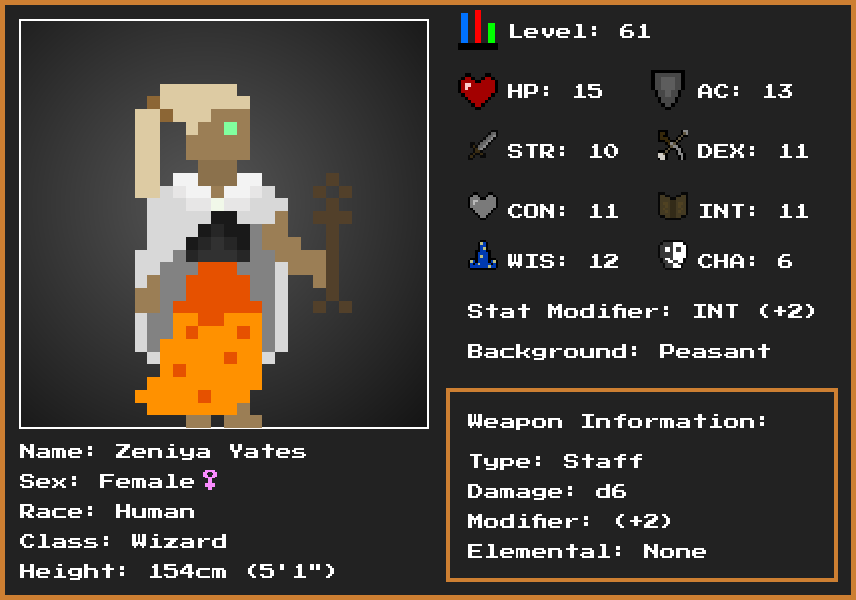 Level: 61
HP: 15 AC: 13
STR: 10 DEX: 11
CON: 11 INT: 11
WIS: 12 CHA: 6
Stat Modifier: INT (+2)
Background: Peasant
Weapon Information:
Type: Staff
Damage: d6
Modifier: (+2)
Elemental: None
Name: Zeniya Yates
Sex: Female♀
Race: Human
Class: Wizard
Height: 154cm (5'1")